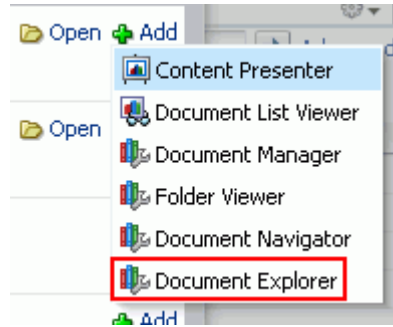 Open Add
Content Presenter
Document List Viewer
Open
Document Manager
Folder Viewer
Document Navigator
Document Explorer
Add